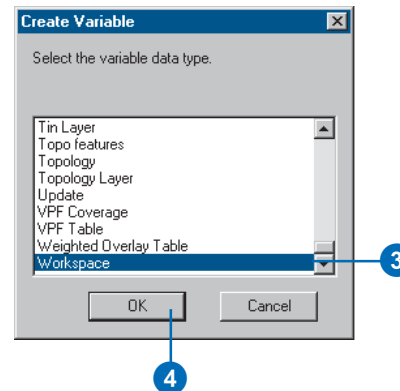 Create Variable
Select the variable data type.
Tin Layer
Topo features
Topology
Topology Layer
Update
VPF Coverage
VPF Table
Weighted Overlay Table
Workspace
3
OK
Cancel
4